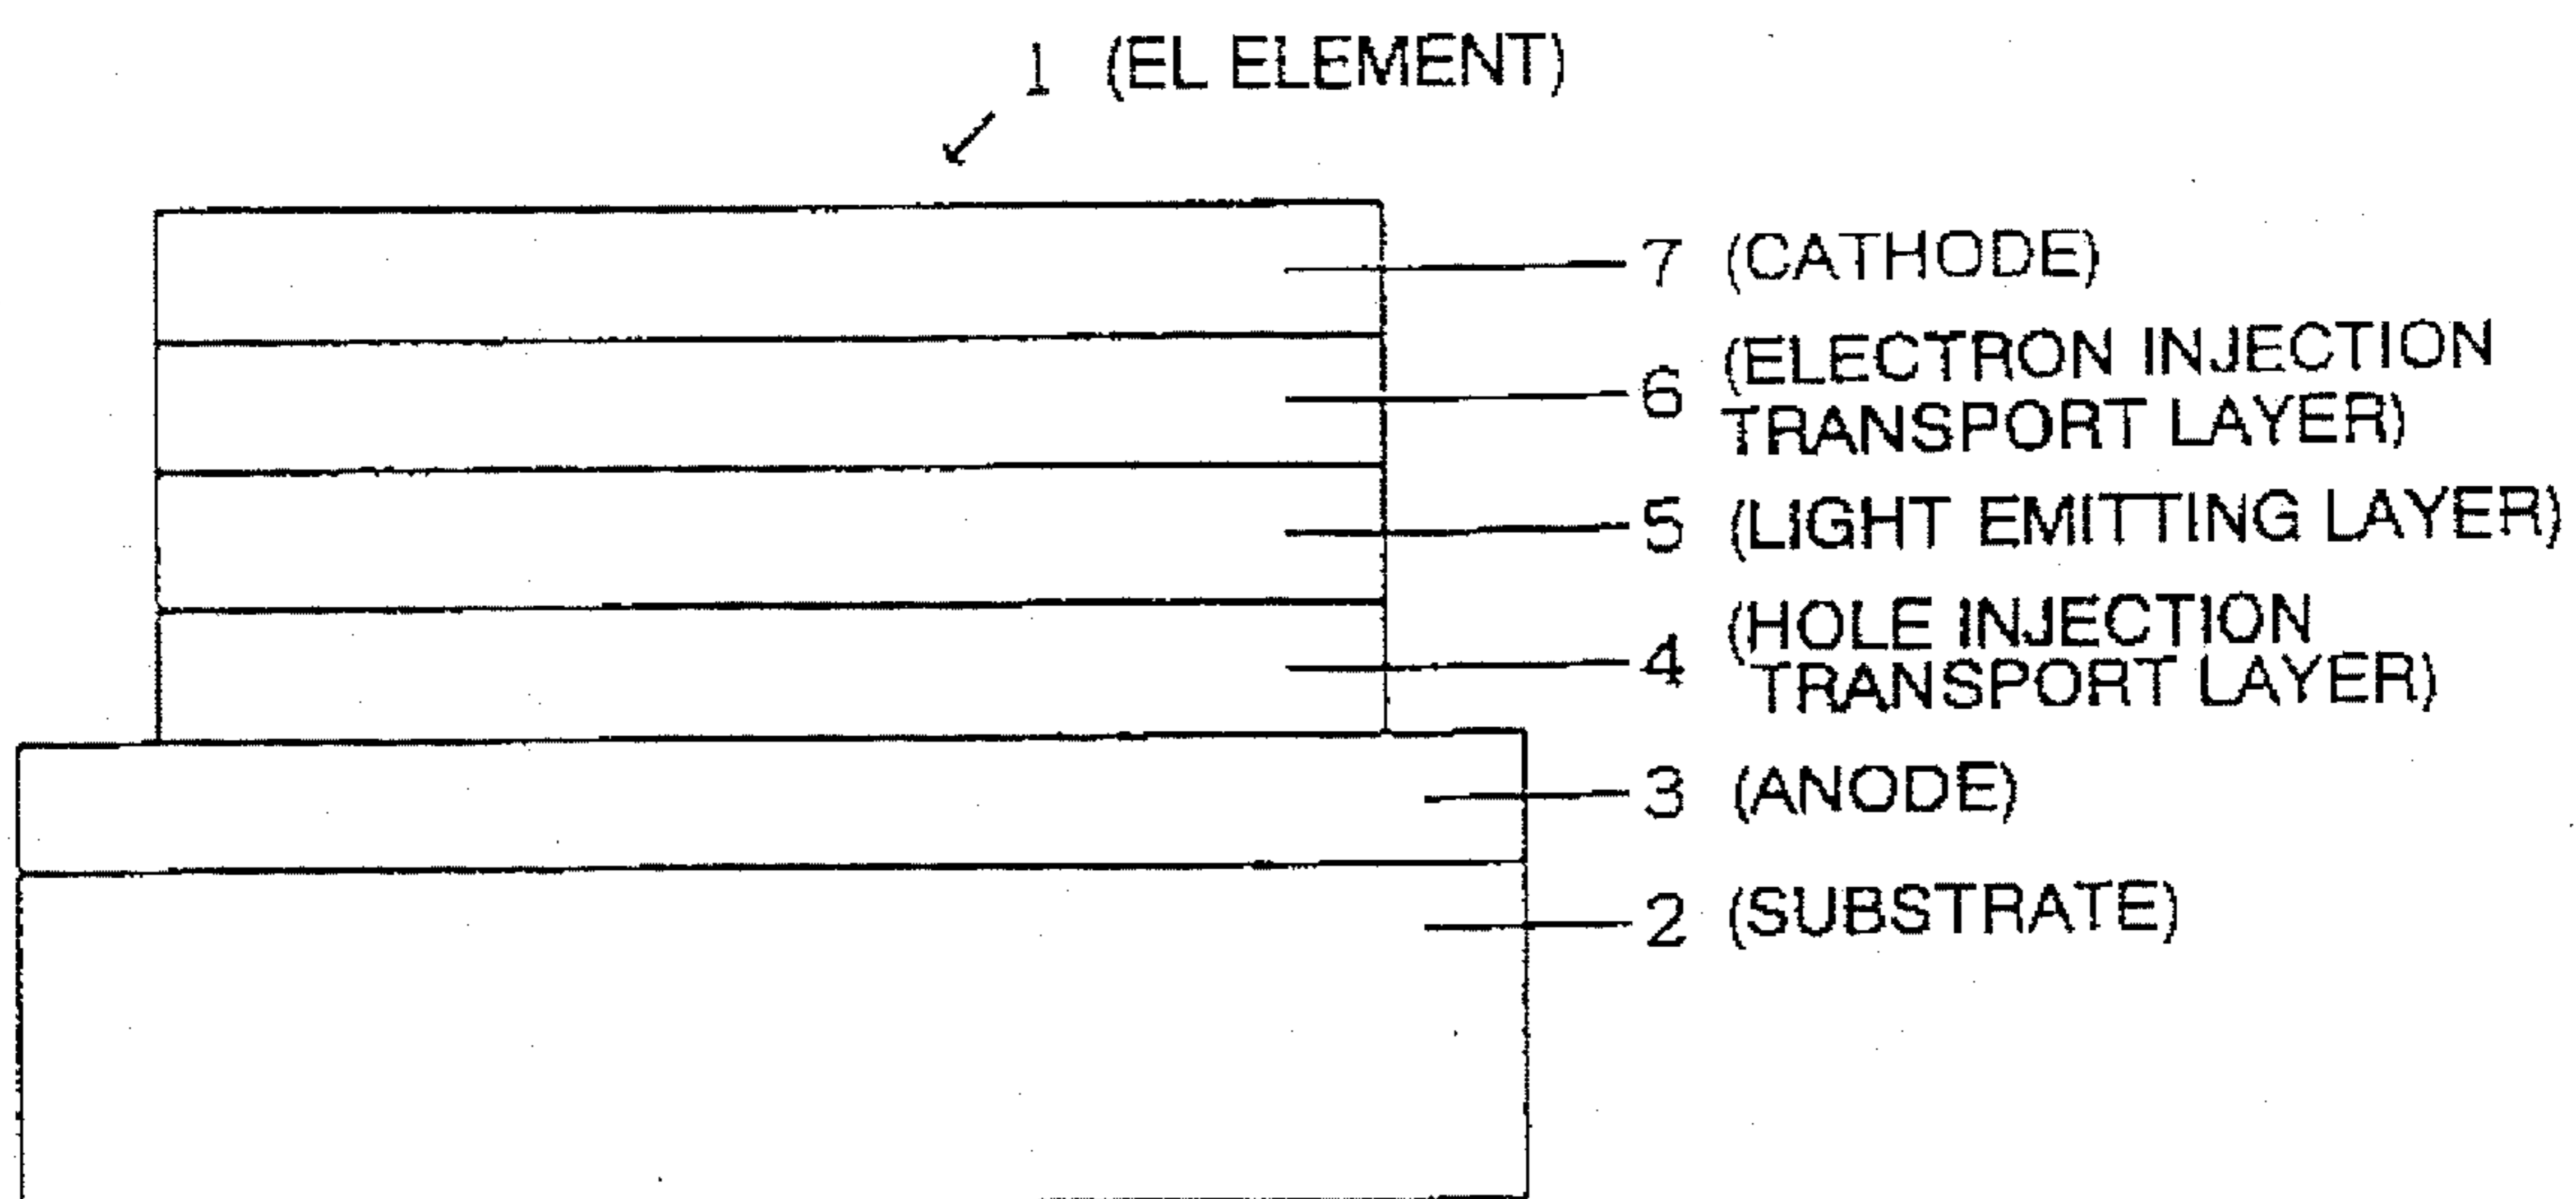 1 (EL ELEMENT)
7 (CATHODE)
6 (ELECTRON INJECTION
TRANSPORT LAYER)
5 (LIGHT EMITTING LAYER)
4 (HOLE INJECTION
TRANSPORT LAYER)
3 (ANODE)
2 (SUBSTRATE)